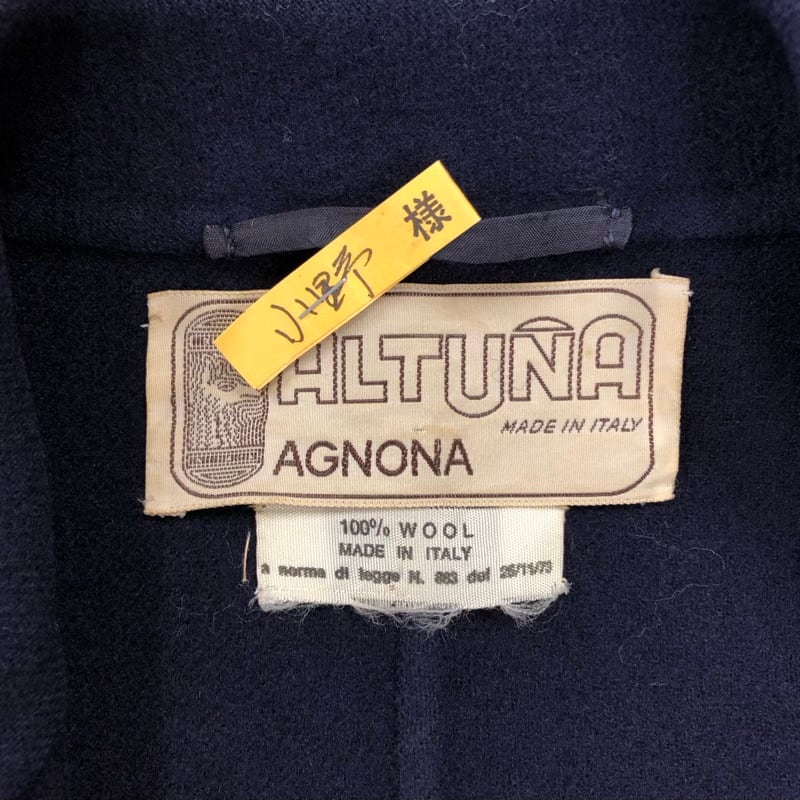 小野 様
ALTUÑA
MADE IN ITALY
AGNONA
100% WOOL
MADE IN ITALY
a norma di legge N. 883 del 26/11/73